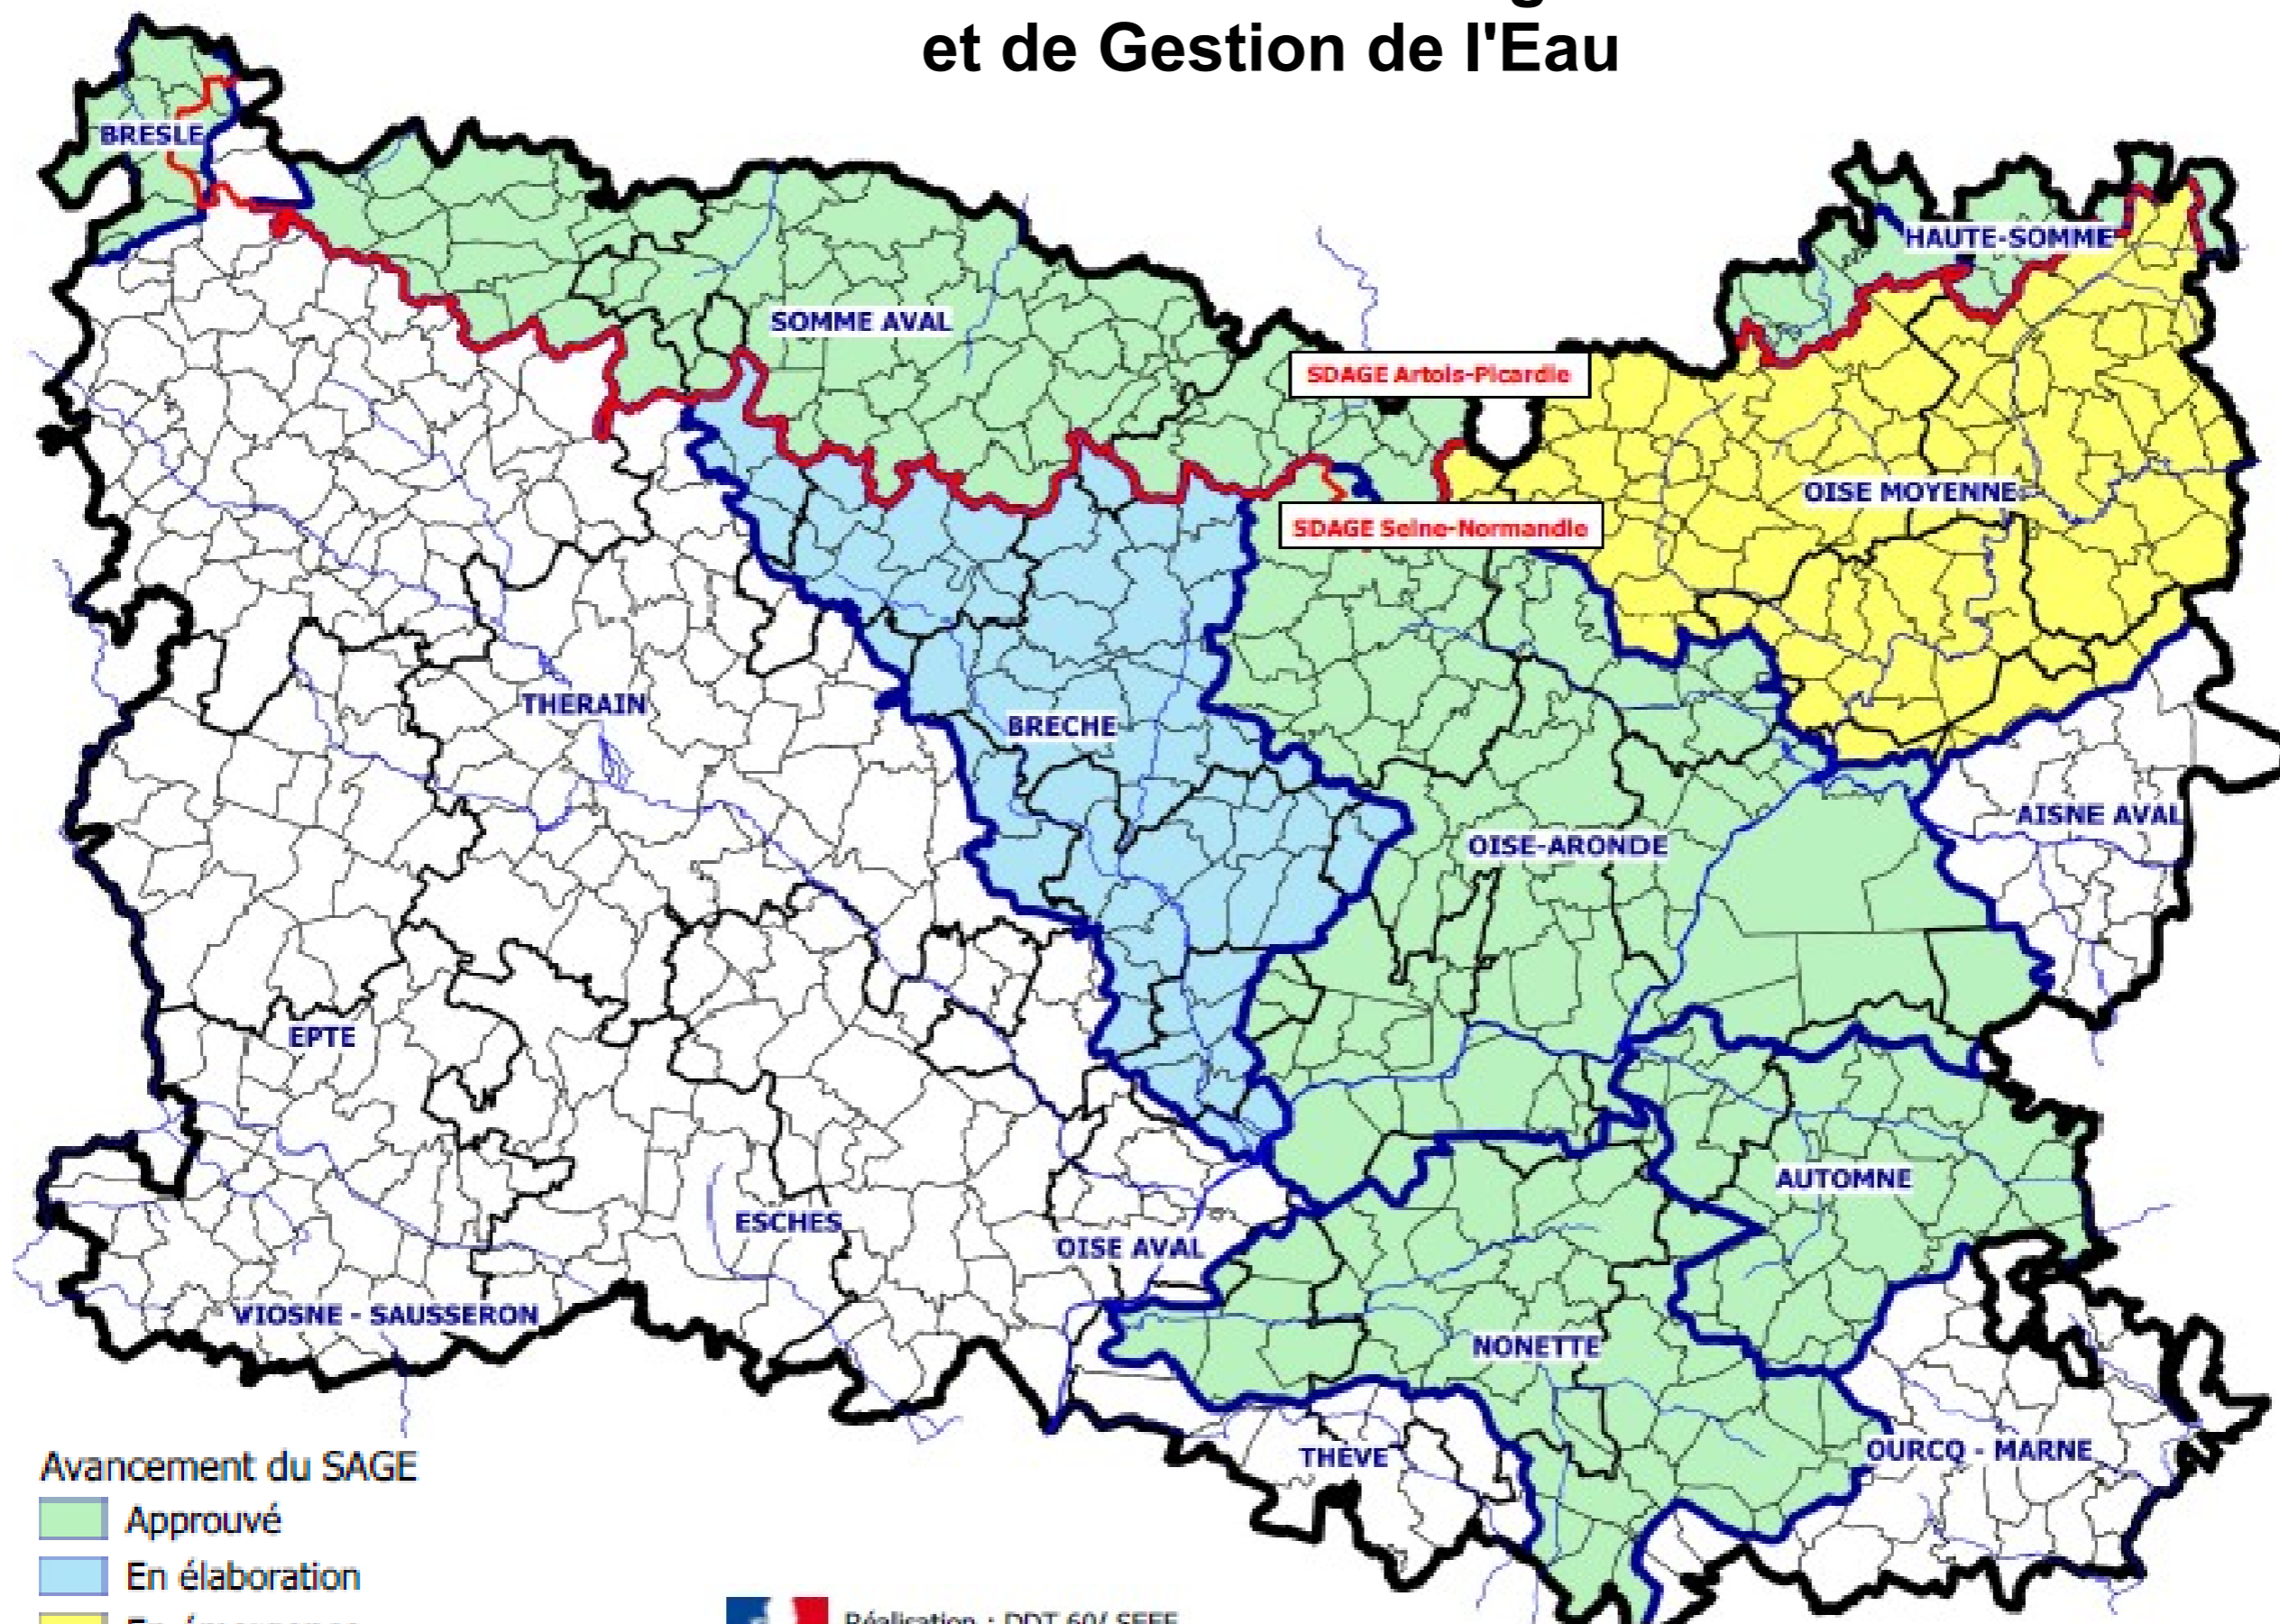 et de Gestion de l'Eau
BRESLE
HAUTE-SOMME
SOMME AVAL
SDAGE Artois-Picardie
OISE MOYENNE
SDAGE Seine-Normandie
THERAIN
BRECHE
AISNE AVAL
OISE-ARONDE
EPTE
AUTOMNE
ESCHES
OISE AVAL
VIOSNE - SAUSSERON
NONETTE
THÈVE
OURCQ - MARNE
Avancement du SAGE
Approuvé
En élaboration